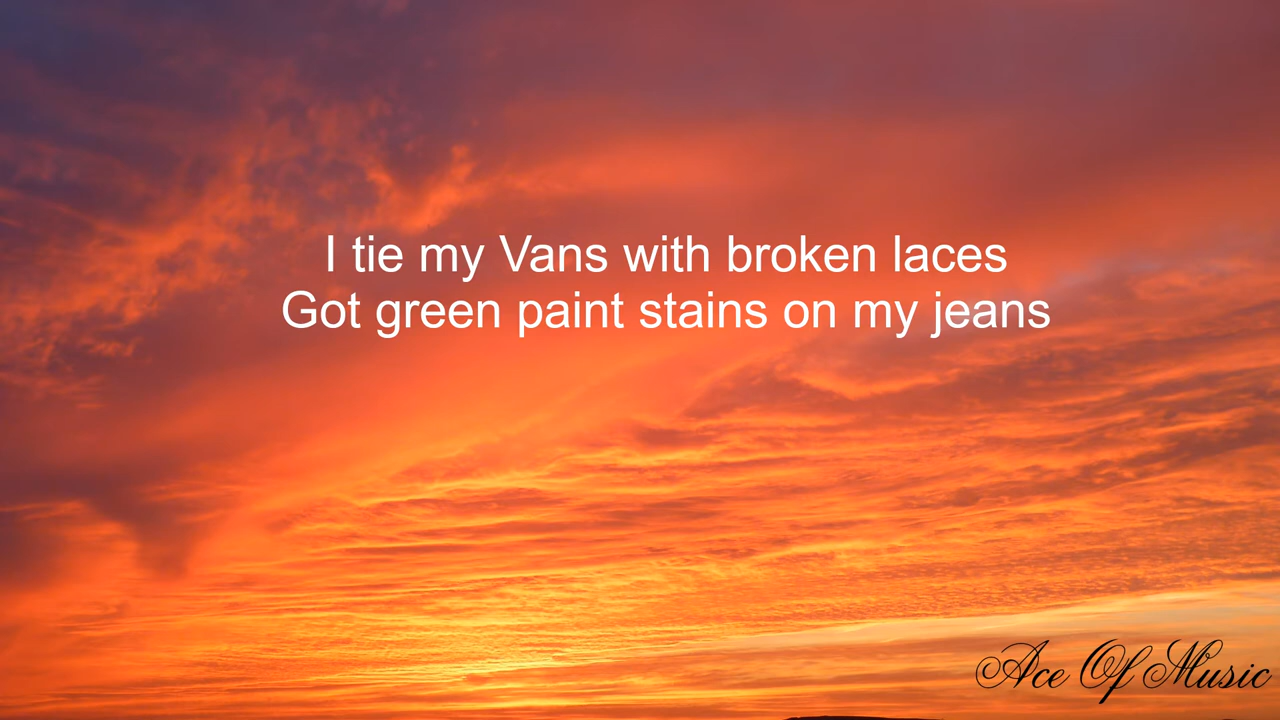 I tie my Vans with broken laces
Got green paint stains on my jeans
Ace Of Music